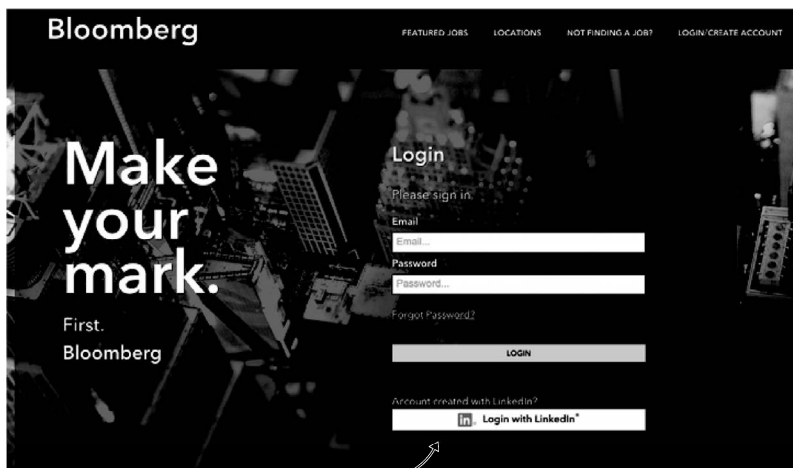 Bloomberg
FEATURED JOBS LOCATIONS NOT FINDING A JOB? LOGIN/CREATE ACCOUNT
Make
your
mark.
First.
Bloomberg
Login
Please sign in.
Email
Email...
Password
Password...
Forgot Password?
LOGIN
Account created with LinkedIn?
in Login with LinkedIn®